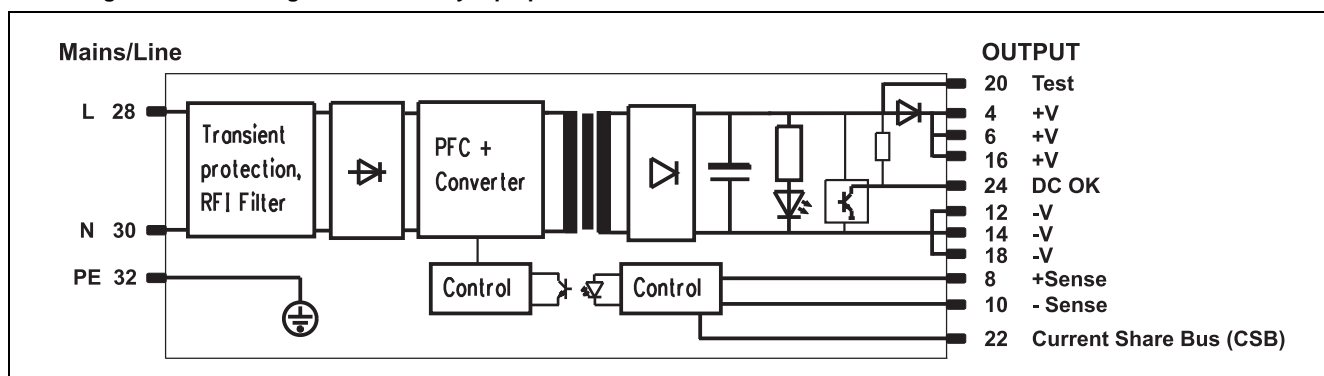 Mains/Line
OUTPUT
L 28
N 30
PE 32
Transient
protection,
RFI Filter
PFC +
Converter
Control
Control
20 Test
4 +V
6 +V
16 +V
24 DC OK
12 -V
14 -V
18 -V
8 +Sense
10 - Sense
22 Current Share Bus (CSB)